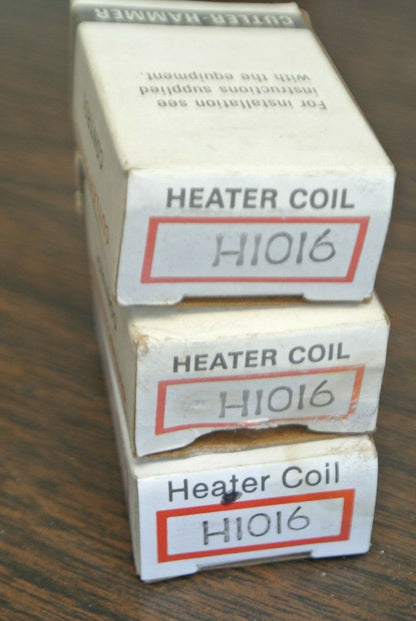 CUTLER-HAMMER
For installation see
instructions supplied
with the equipment.
HEATER COIL
H1016
HEATER COIL
H1016
Heater Coil
H1016